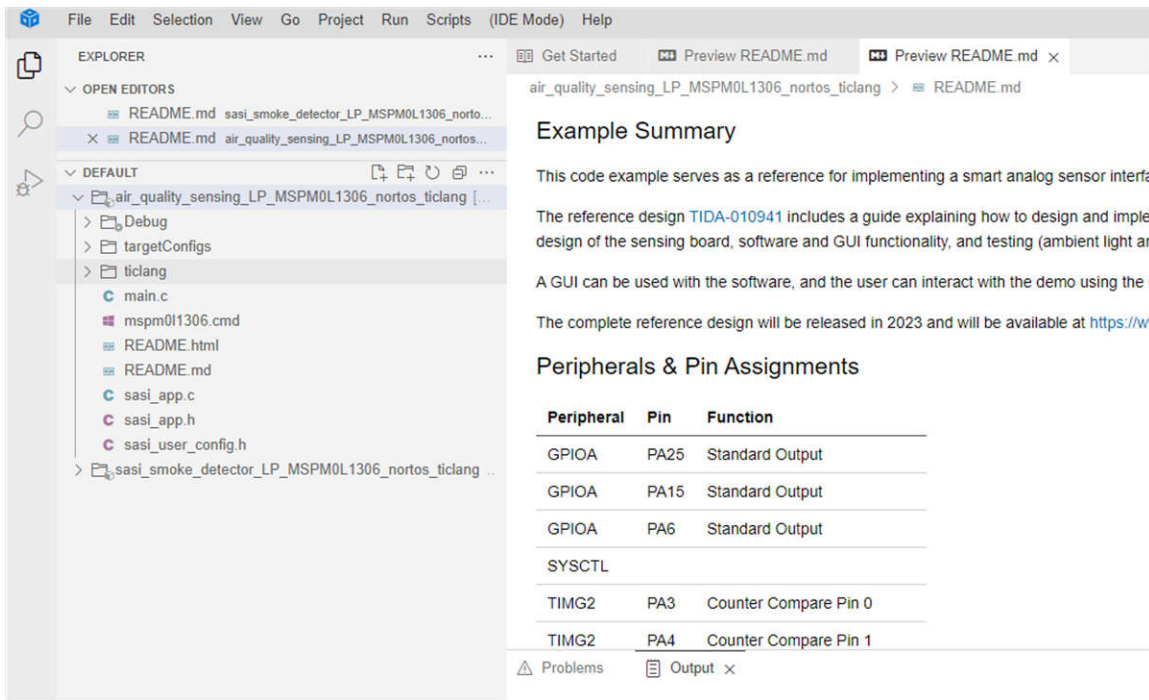 File Edit Selection View Go Project Run Scripts (IDE Mode) Help
EXPLORER ...
OPEN EDITORS
README.md sasi_smoke_detector_LP_MSPM0L1306_norto...
README.md air_quality_sensing_LP_MSPM0L1306_nortos...
DEFAULT ...
air_quality_sensing_LP_MSPM0L1306_nortos_ticlang [...
Debug
targetConfigs
ticlang
C main.c
mspm0l1306.cmd
README.html
README.md
C sasi_app.c
C sasi_app.h
C sasi_user_config.h
sasi_smoke_detector_LP_MSPM0L1306_nortos_ticlang ..
Get Started Preview README.md Preview README.md
air_quality_sensing_LP_MSPM0L1306_nortos_ticlang > README.md
Example Summary
This code example serves as a reference for implementing a smart analog sensor interfa
The reference design TIDA-010941 includes a guide explaining how to design and imple
design of the sensing board, software and GUI functionality, and testing (ambient light ar
A GUI can be used with the software, and the user can interact with the demo using the
The complete reference design will be released in 2023 and will be available at https://w
Peripherals & Pin Assignments
Peripheral Pin Function
GPIOA PA25 Standard Output
GPIOA PA15 Standard Output
GPIOA PA6 Standard Output
SYSCTL
TIMG2 PA3 Counter Compare Pin 0
TIMG2 PA4 Counter Compare Pin 1
Problems Output